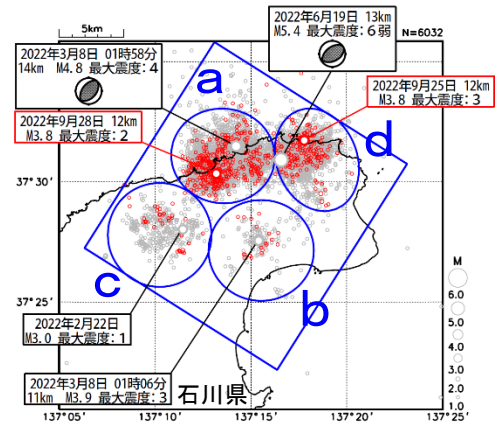 5km
2022年6月19日 13km
M5.4 最大震度:6弱
N=6032
2022年3月8日 01時58分
14km M4.8 最大震度:4
2022年9月25日 12km
M3.8 最大震度:3
a
2022年9月28日 12km
M3.8 最大震度:2
d
37°30′
37°25′
c
b
M
6.0
5.0
4.0
3.0
2.0
1.0
2022年2月22日
M3.0 最大震度:1
2022年3月8日 01時06分
11km M3.9 最大震度:3
石川県
137°05′
137°10′
137°15′
137°20′
137°25′